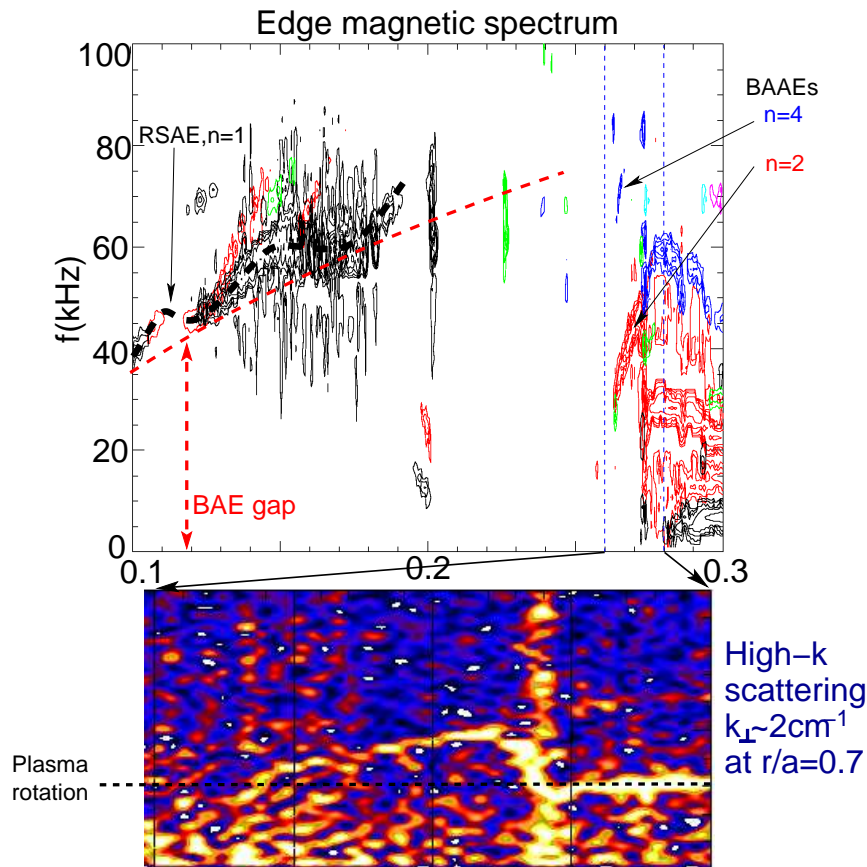 Edge magnetic spectrum
100
80
60
40
20
0
f(kHz)
RSAE,n=1
BAAEs
n=4
n=2
BAE gap
0.1
0.2
0.3
High−k
scattering
k⊥~2cm⁻¹
at r/a=0.7
Plasma
rotation